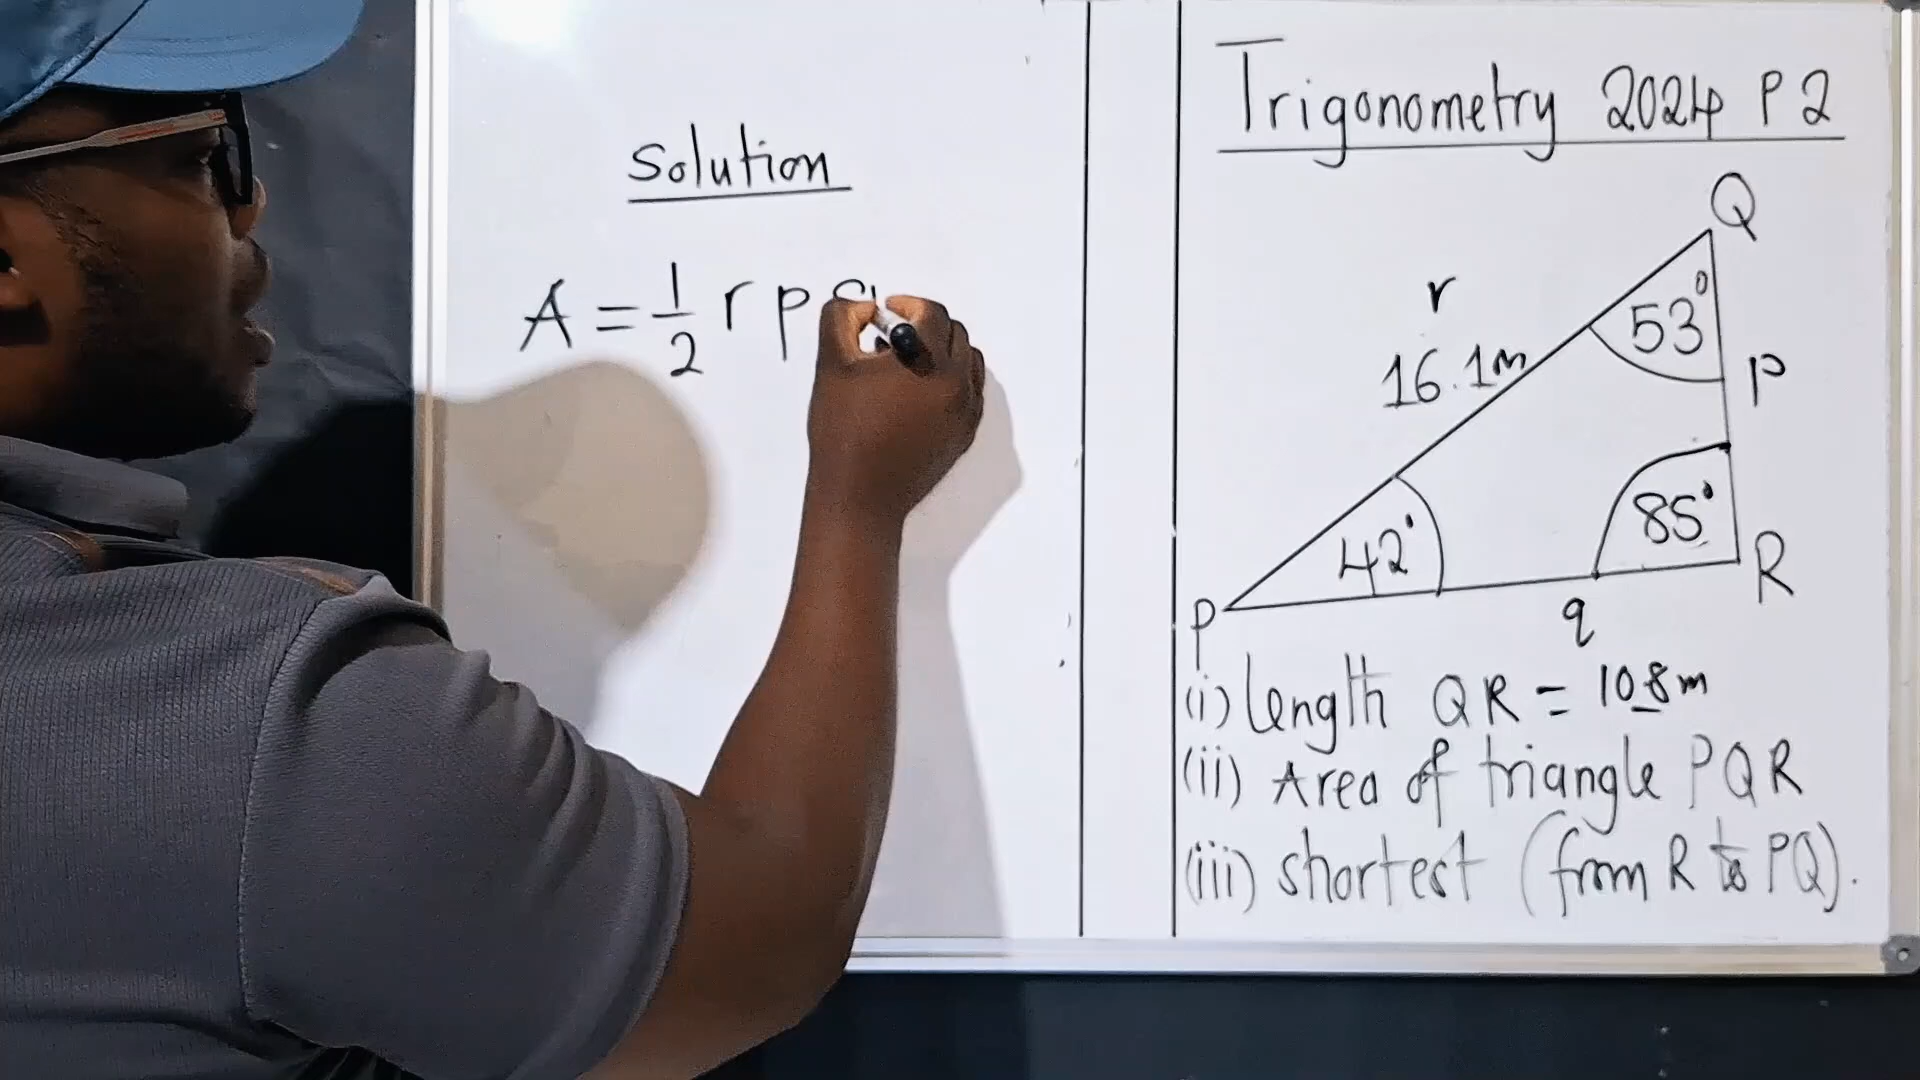 Solution
A = 1/2 r p
Trigonometry 2024 P2
Q
r
53°
16.1m
P
85°
42°
R
P
q
(i) length QR = 10.8m
(ii) Area of triangle PQR
(iii) shortest (from R to PQ).